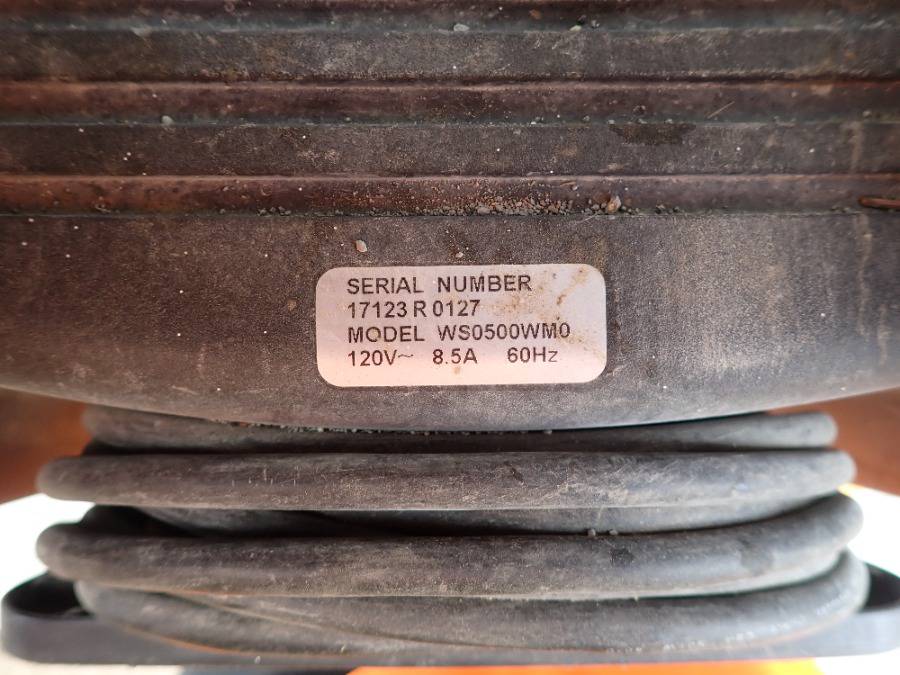 SERIAL NUMBER
17123 R 0127
MODEL WS0500WM0
120V~ 8.5A 60Hz